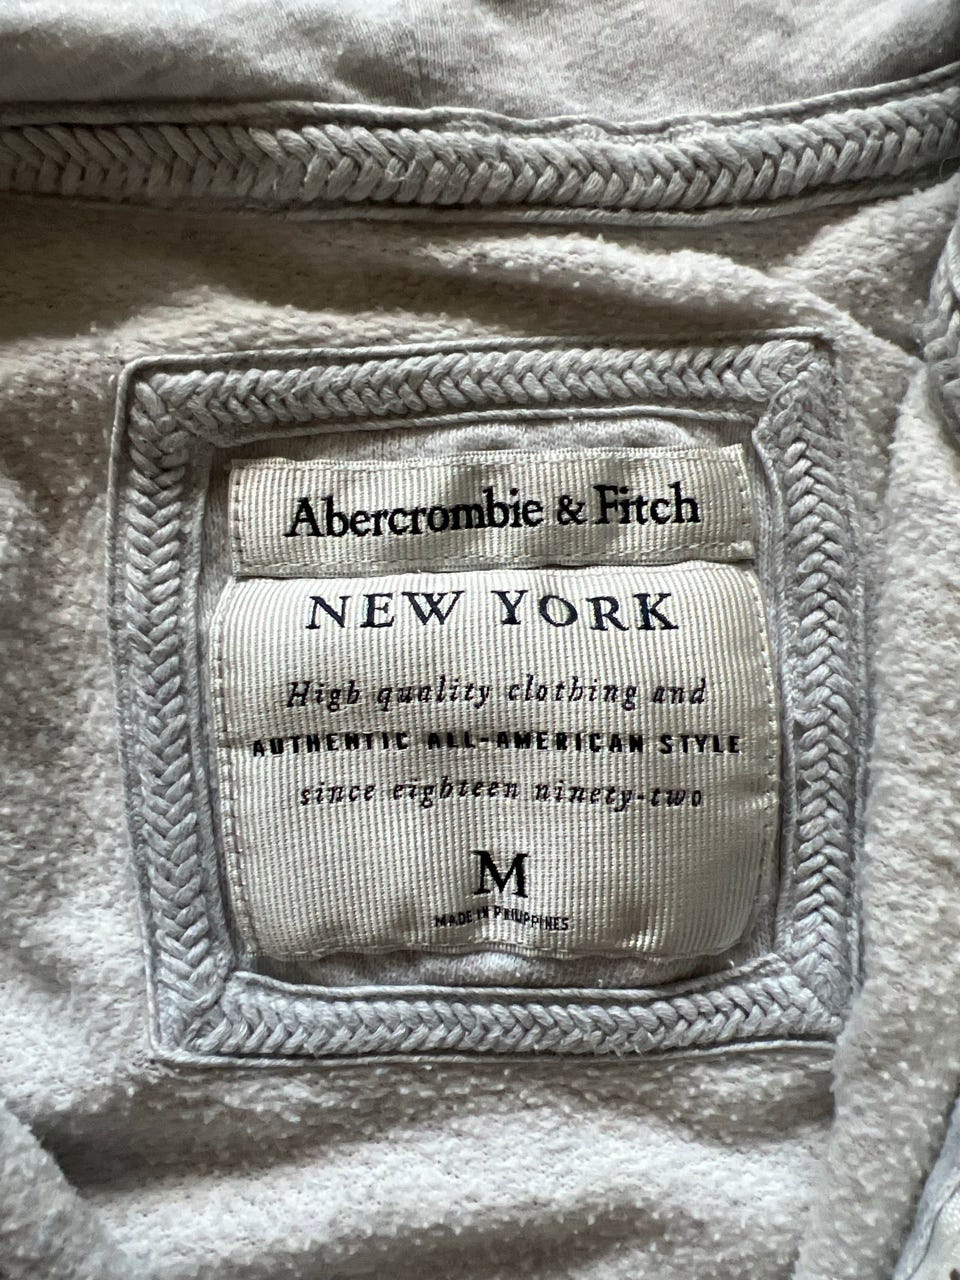 Abercrombie & Fitch
NEW YORK
High quality clothing and
AUTHENTIC ALL-AMERICAN STYLE
since eighteen ninety-two
M
MADE IN PHILIPPINES